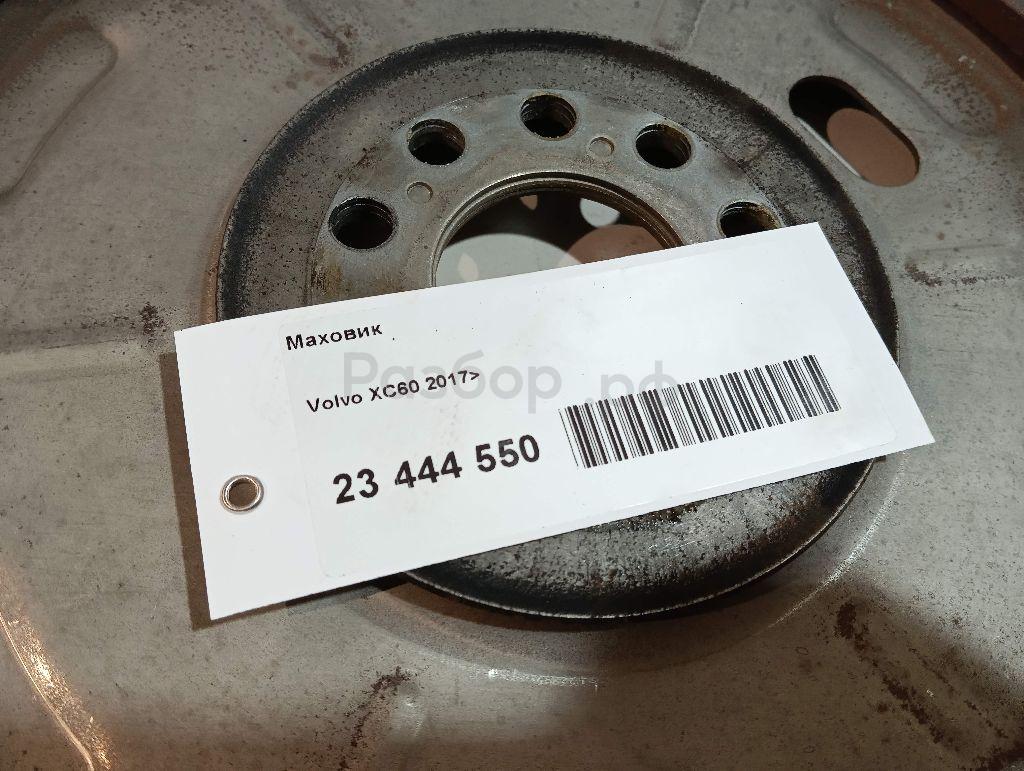 Маховик
Разбор.рф
Volvo XC60 2017>
23 444 550